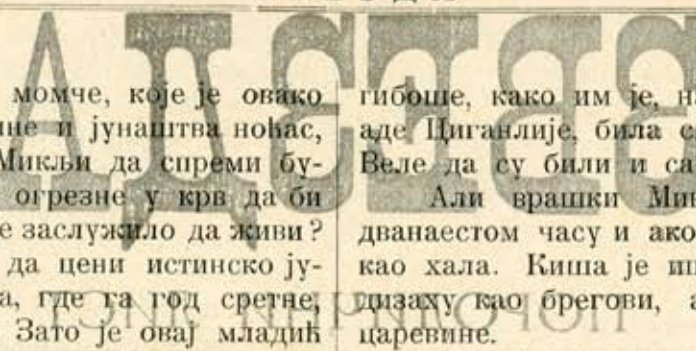 момче, које је овако
и јунаштва ноћас,
Микљи да спреми бу-
огрезне у крв да би
заслужило да живи?
да цени истинско ју-
где га год сретне,
Зато је овај младић
гибоше, како им је,
аде Циганлије, била
Веле да су били и са
Али врашки Ми
дванаестом часу и ако
као хала. Киша је
дизаху као брегови, а
царевине.